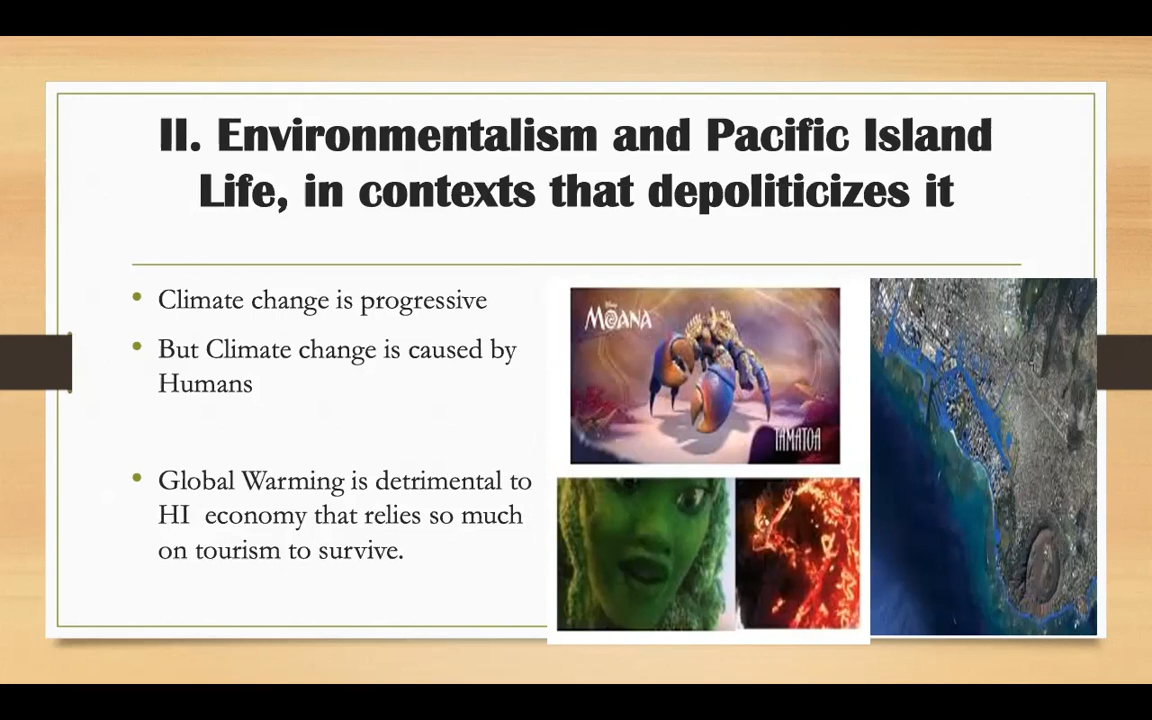 II. Environmentalism and Pacific Island
Life, in contexts that depoliticizes it
• Climate change is progressive
• But Climate change is caused by
Humans
• Global Warming is detrimental to
HI economy that relies so much
on tourism to survive.
Disney
MOANA
TAMATOA